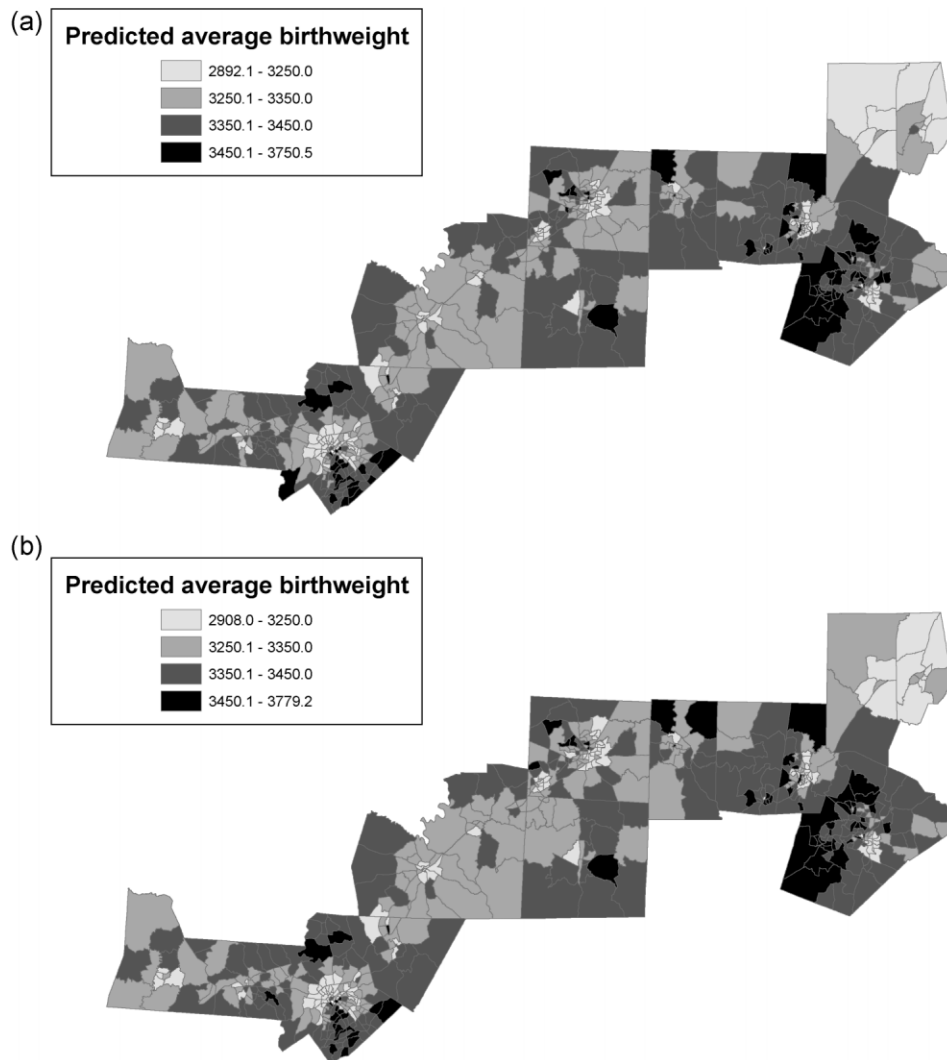 (a)
Predicted average birthweight
2892.1 - 3250.0
3250.1 - 3350.0
3350.1 - 3450.0
3450.1 - 3750.5
(b)
Predicted average birthweight
2908.0 - 3250.0
3250.1 - 3350.0
3350.1 - 3450.0
3450.1 - 3779.2